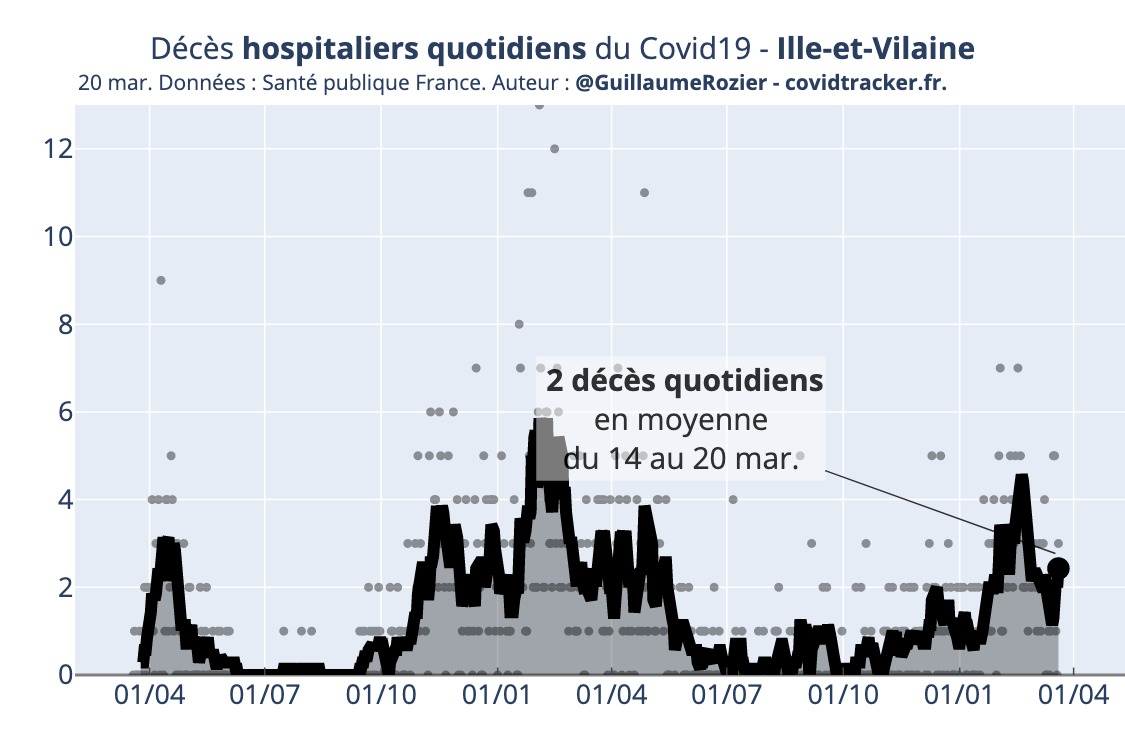 Décès hospitaliers quotidiens du Covid19 - Ille-et-Vilaine
20 mar. Données : Santé publique France. Auteur : @GuillaumeRozier - covidtracker.fr.
12
10
8
6
4
2
0
2 décès quotidiens
en moyenne
du 14 au 20 mar.
01/04 01/07 01/10 01/01 01/04 01/07 01/10 01/01 01/04